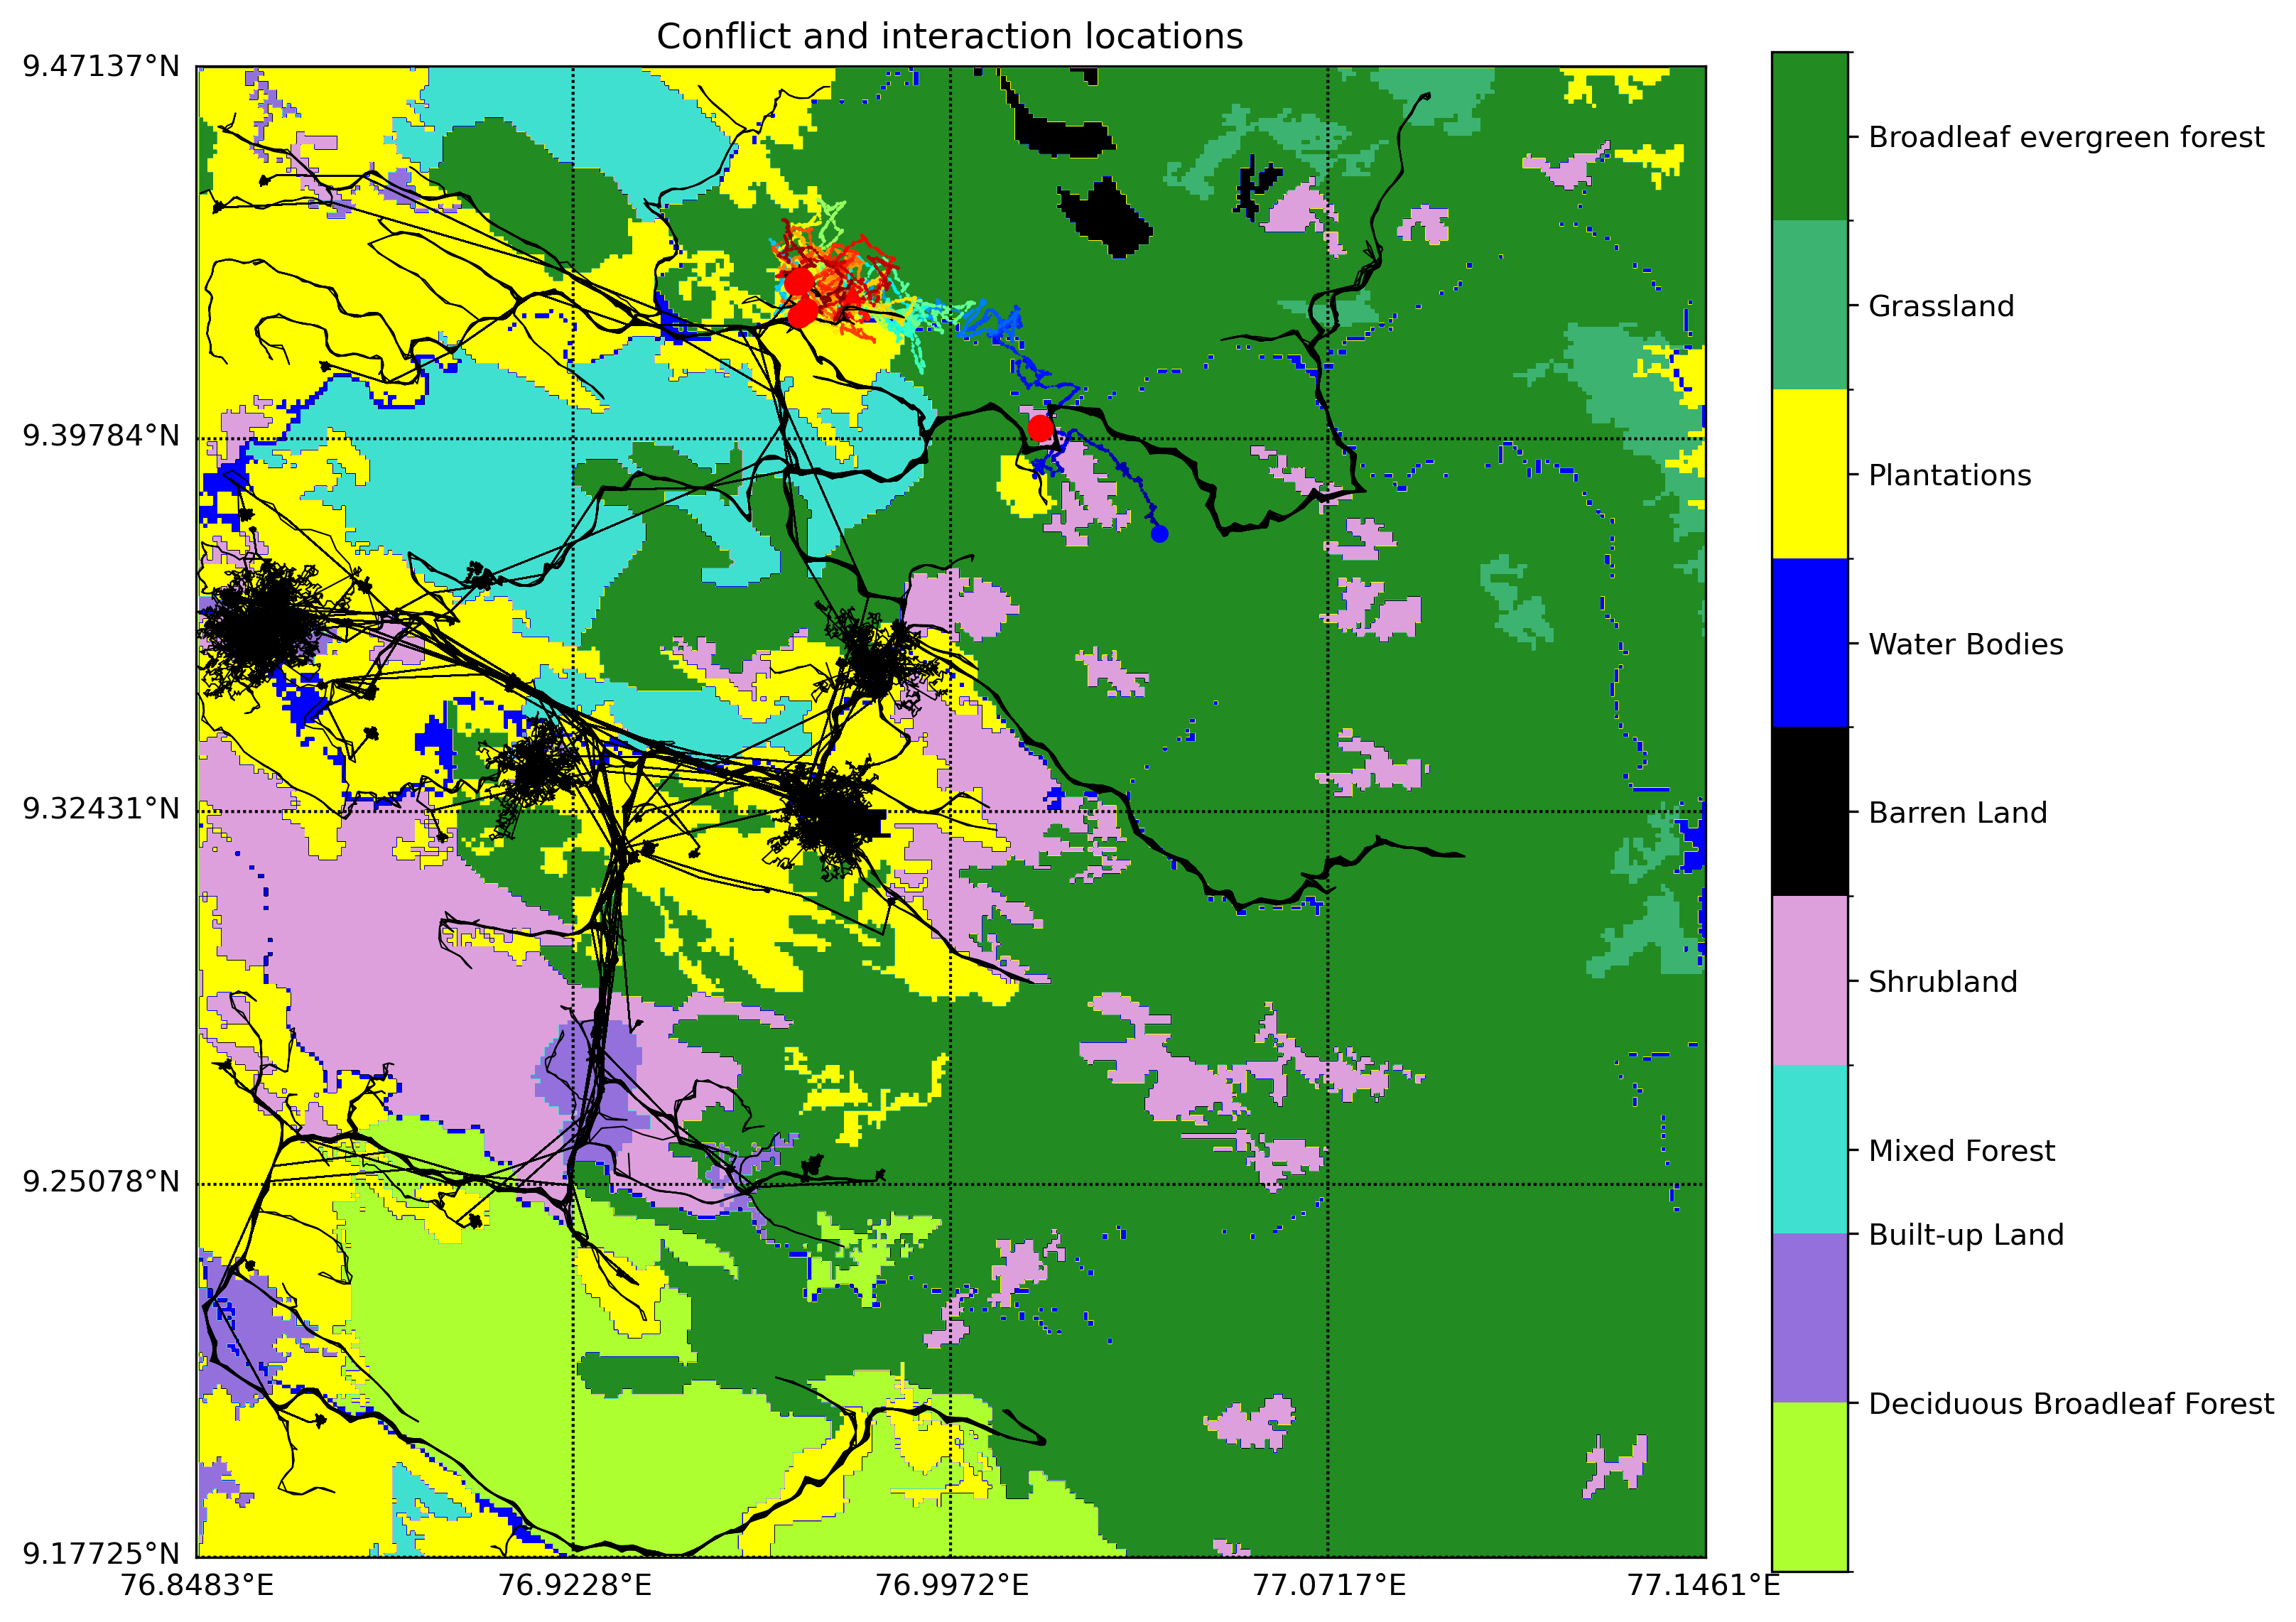 Conflict and interaction locations
9.47137°N
9.39784°N
9.32431°N
9.25078°N
9.17725°N
76.8483°E
76.9228°E
76.9972°E
77.0717°E
77.1461°E
Broadleaf evergreen forest
Grassland
Plantations
Water Bodies
Barren Land
Shrubland
Mixed Forest
Built-up Land
Deciduous Broadleaf Forest